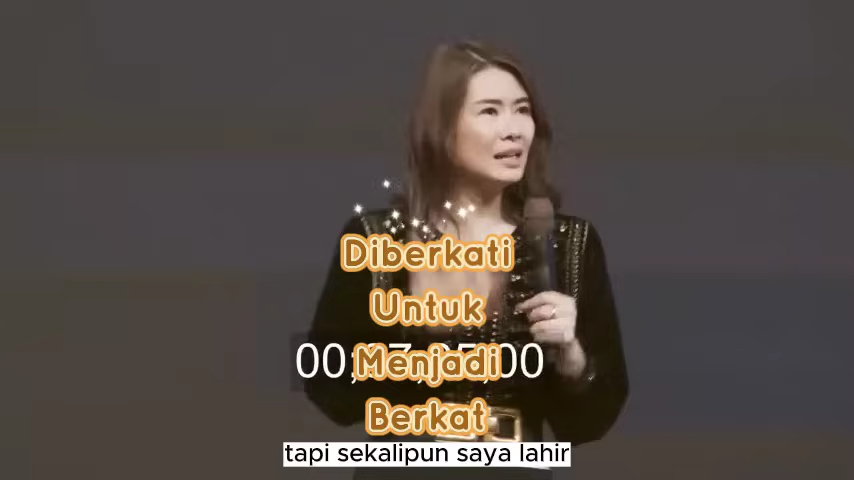 Diberkati
Untuk
Menjadi
Berkat
tapi sekalipun saya lahir